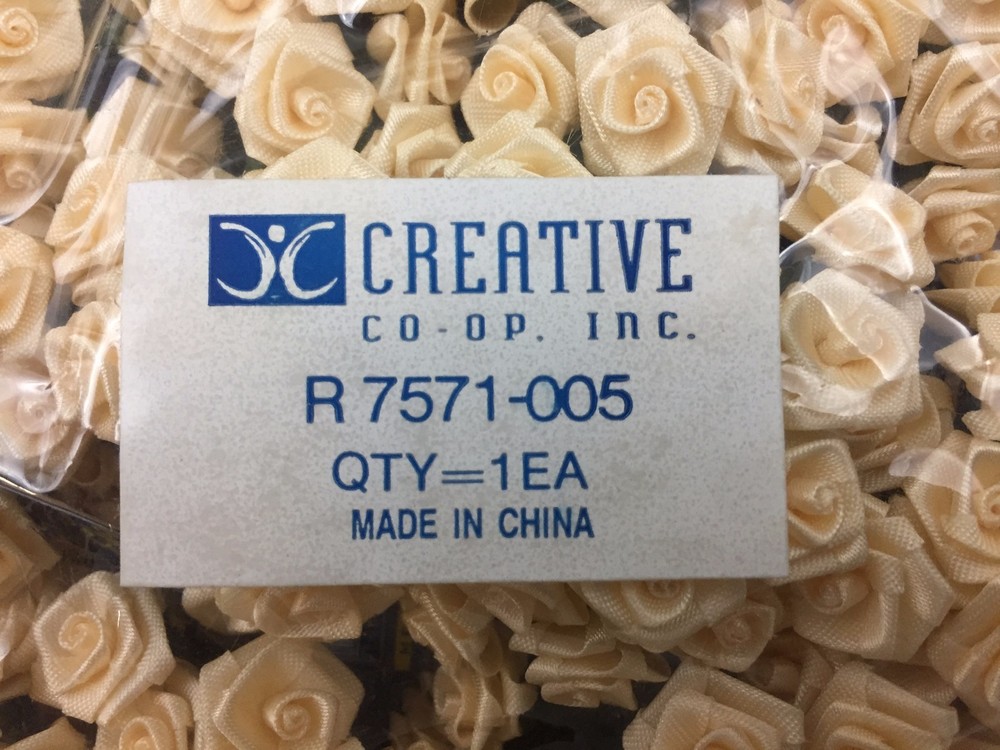 CREATIVE
CO-OP. INC.
R 7571-005
QTY=1EA
MADE IN CHINA